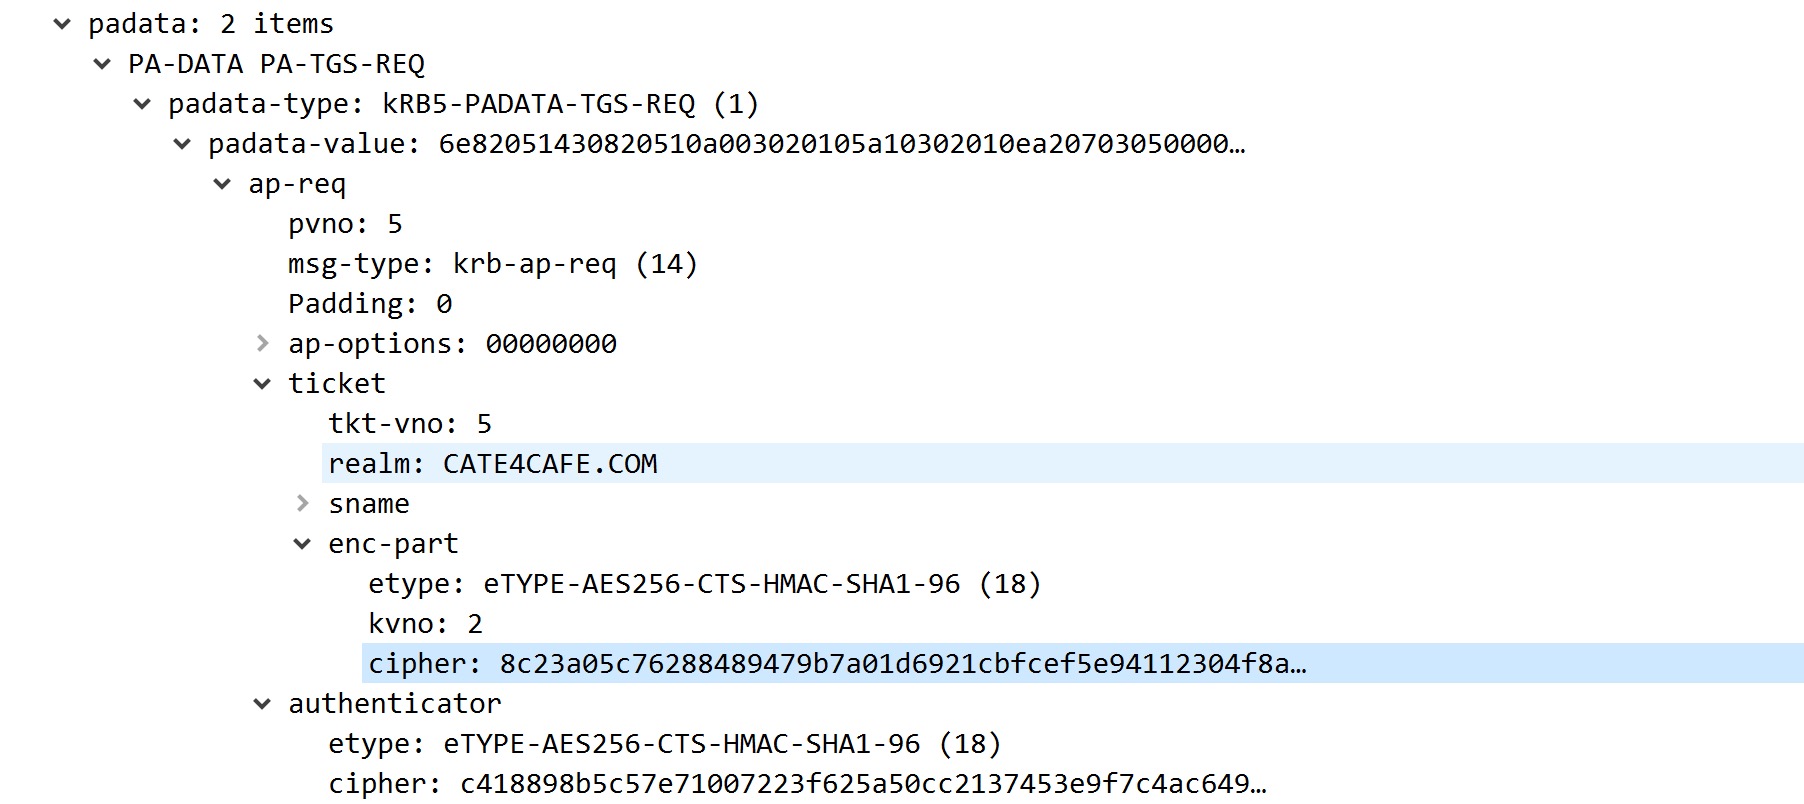 padata: 2 items
PA-DATA PA-TGS-REQ
padata-type: kRB5-PADATA-TGS-REQ (1)
padata-value: 6e82051430820510a003020105a10302010ea20703050000…
ap-req
pvno: 5
msg-type: krb-ap-req (14)
Padding: 0
ap-options: 00000000
ticket
tkt-vno: 5
realm: CATE4CAFE.COM
sname
enc-part
etype: eTYPE-AES256-CTS-HMAC-SHA1-96 (18)
kvno: 2
cipher: 8c23a05c76288489479b7a01d6921cbfcef5e94112304f8a…
authenticator
etype: eTYPE-AES256-CTS-HMAC-SHA1-96 (18)
cipher: c418898b5c57e71007223f625a50cc2137453e9f7c4ac649…